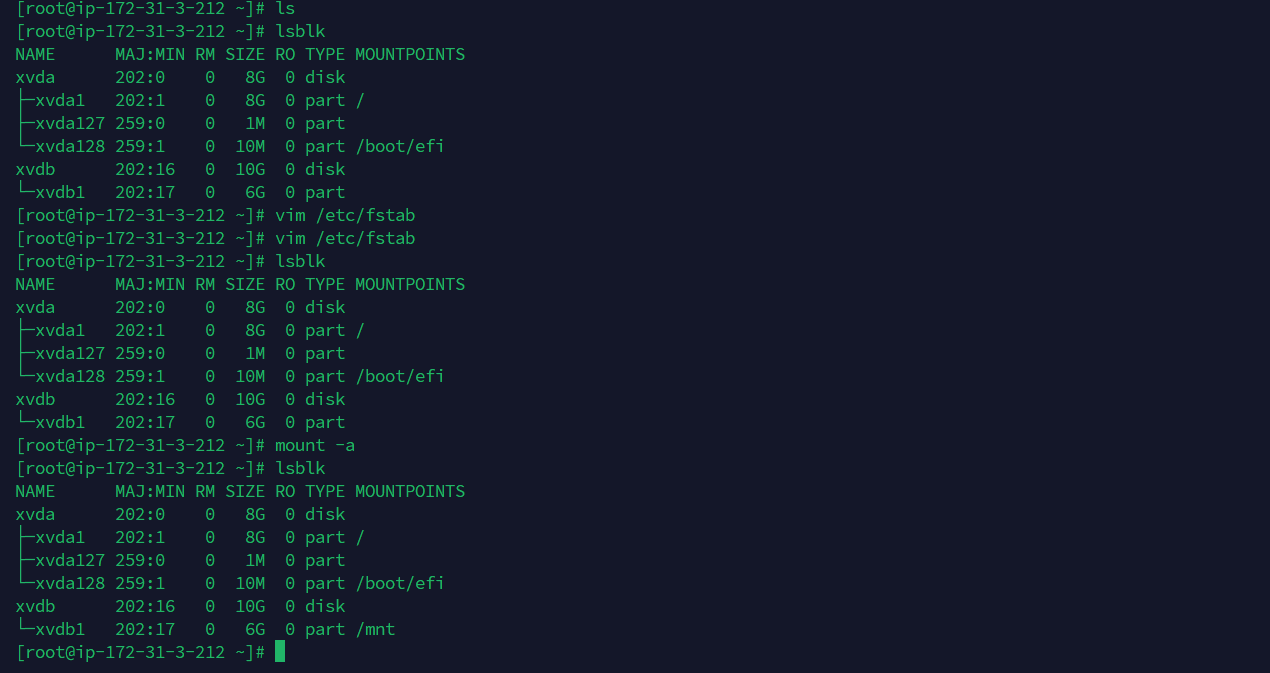 [root@ip-172-31-3-212 ~]# ls
[root@ip-172-31-3-212 ~]# lsblk
NAME      MAJ:MIN RM SIZE RO TYPE MOUNTPOINTS
xvda      202:0    0   8G  0 disk
├─xvda1   202:1    0   8G  0 part /
├─xvda127 259:0    0   1M  0 part
└─xvda128 259:1    0  10M  0 part /boot/efi
xvdb      202:16   0  10G  0 disk
└─xvdb1   202:17   0   6G  0 part
[root@ip-172-31-3-212 ~]# vim /etc/fstab
[root@ip-172-31-3-212 ~]# vim /etc/fstab
[root@ip-172-31-3-212 ~]# lsblk
NAME      MAJ:MIN RM SIZE RO TYPE MOUNTPOINTS
xvda      202:0    0   8G  0 disk
├─xvda1   202:1    0   8G  0 part /
├─xvda127 259:0    0   1M  0 part
└─xvda128 259:1    0  10M  0 part /boot/efi
xvdb      202:16   0  10G  0 disk
└─xvdb1   202:17   0   6G  0 part
[root@ip-172-31-3-212 ~]# mount -a
[root@ip-172-31-3-212 ~]# lsblk
NAME      MAJ:MIN RM SIZE RO TYPE MOUNTPOINTS
xvda      202:0    0   8G  0 disk
├─xvda1   202:1    0   8G  0 part /
├─xvda127 259:0    0   1M  0 part
└─xvda128 259:1    0  10M  0 part /boot/efi
xvdb      202:16   0  10G  0 disk
└─xvdb1   202:17   0   6G  0 part /mnt
[root@ip-172-31-3-212 ~]#